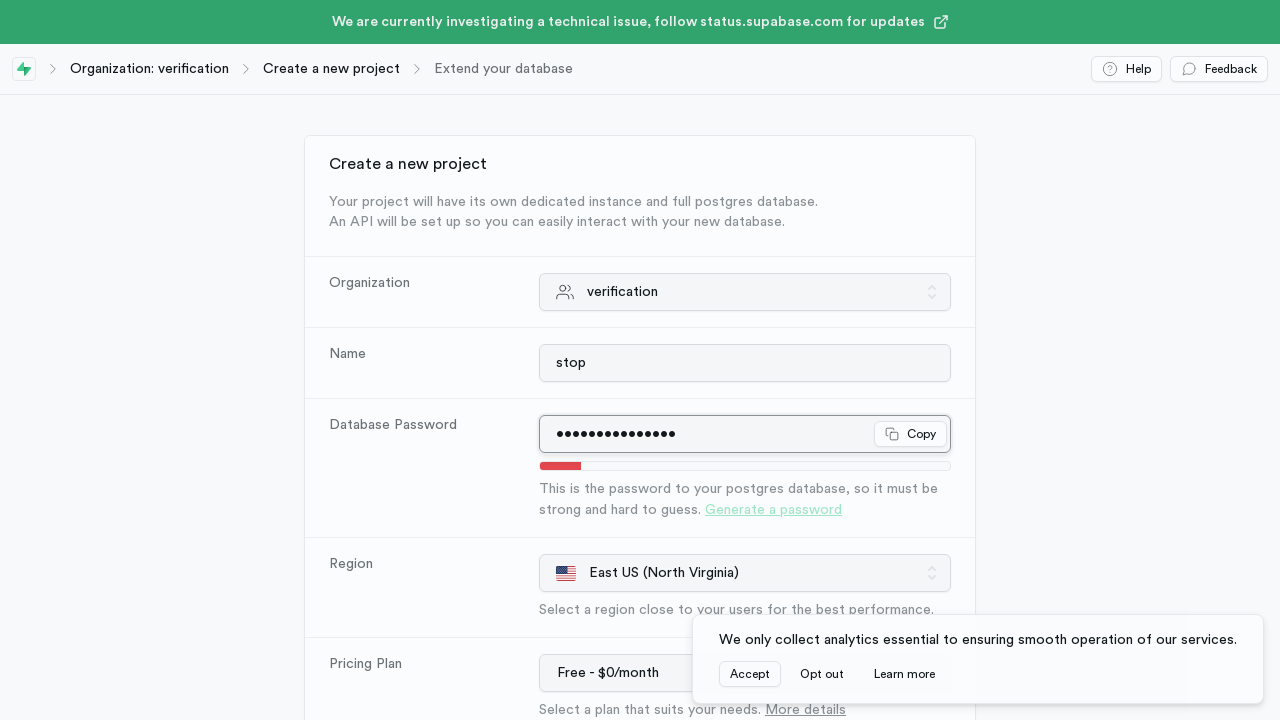 We are currently investigating a technical issue, follow status.supabase.com for updates
Organization: verification
Create a new project
Extend your database
Help
Feedback
Create a new project
Your project will have its own dedicated instance and full postgres database.
An API will be set up so you can easily interact with your new database.
Organization
verification
Name
stop
Database Password
•••••••••••••••
Copy
This is the password to your postgres database, so it must be
strong and hard to guess. Generate a password
Region
East US (North Virginia)
Select a region close to your users for the best performance.
Pricing Plan
Free - $0/month
Select a plan that suits your needs. More details
We only collect analytics essential to ensuring smooth operation of our services.
Accept
Opt out
Learn more